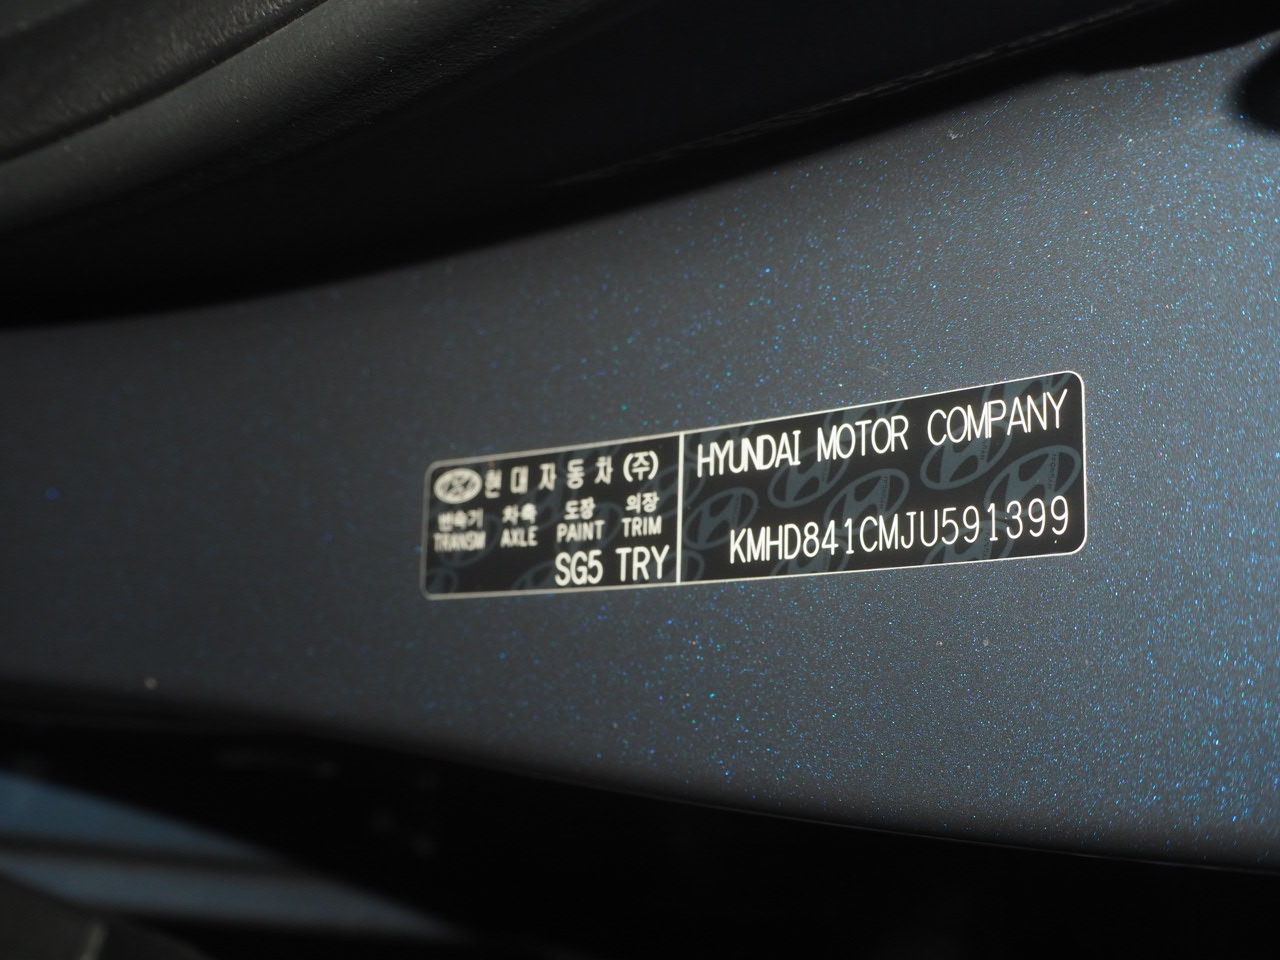 현대자동차(주)
변속기 차축 도장 외장
TRANSM AXLE PAINT TRIM
SG5 TRY
HYUNDAI MOTOR COMPANY
KMHD841CMJU591399